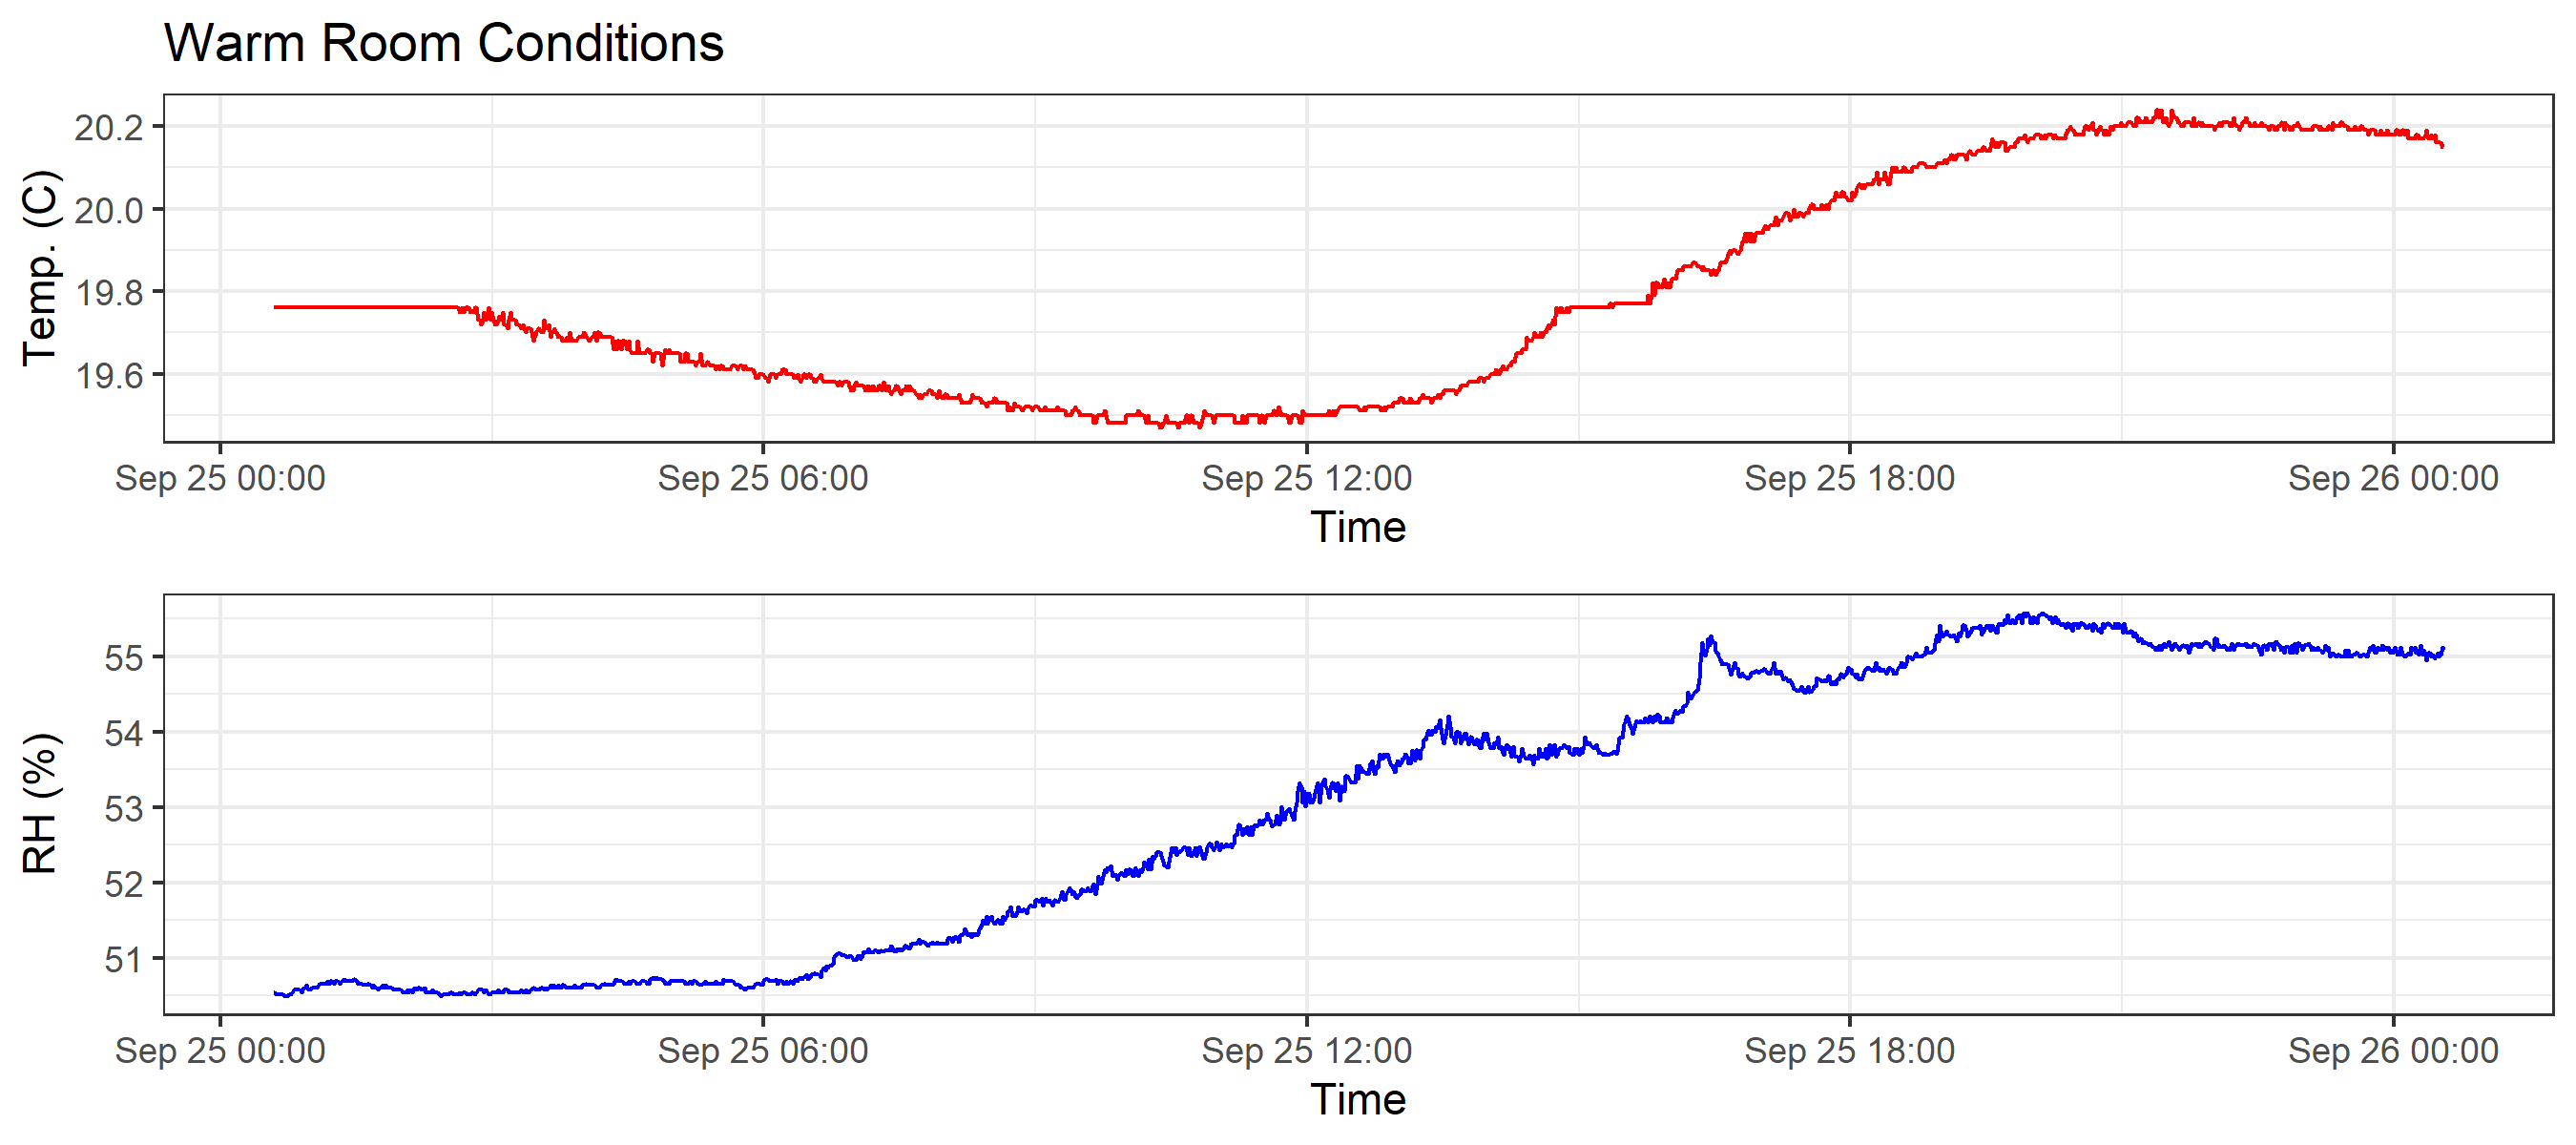 Warm Room Conditions
Temp. (C)
20.2
20.0
19.8
19.6
Sep 25 00:00 Sep 25 06:00 Sep 25 12:00 Sep 25 18:00 Sep 26 00:00
Time
RH (%)
55
54
53
52
51
Sep 25 00:00 Sep 25 06:00 Sep 25 12:00 Sep 25 18:00 Sep 26 00:00
Time